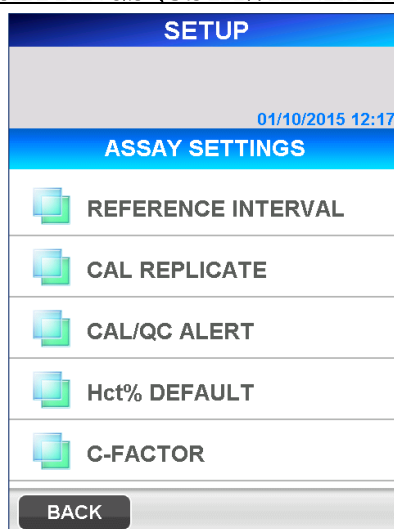 SETUP
01/10/2015 12:17
ASSAY SETTINGS
REFERENCE INTERVAL
CAL REPLICATE
CAL/QC ALERT
Hct% DEFAULT
C-FACTOR
BACK